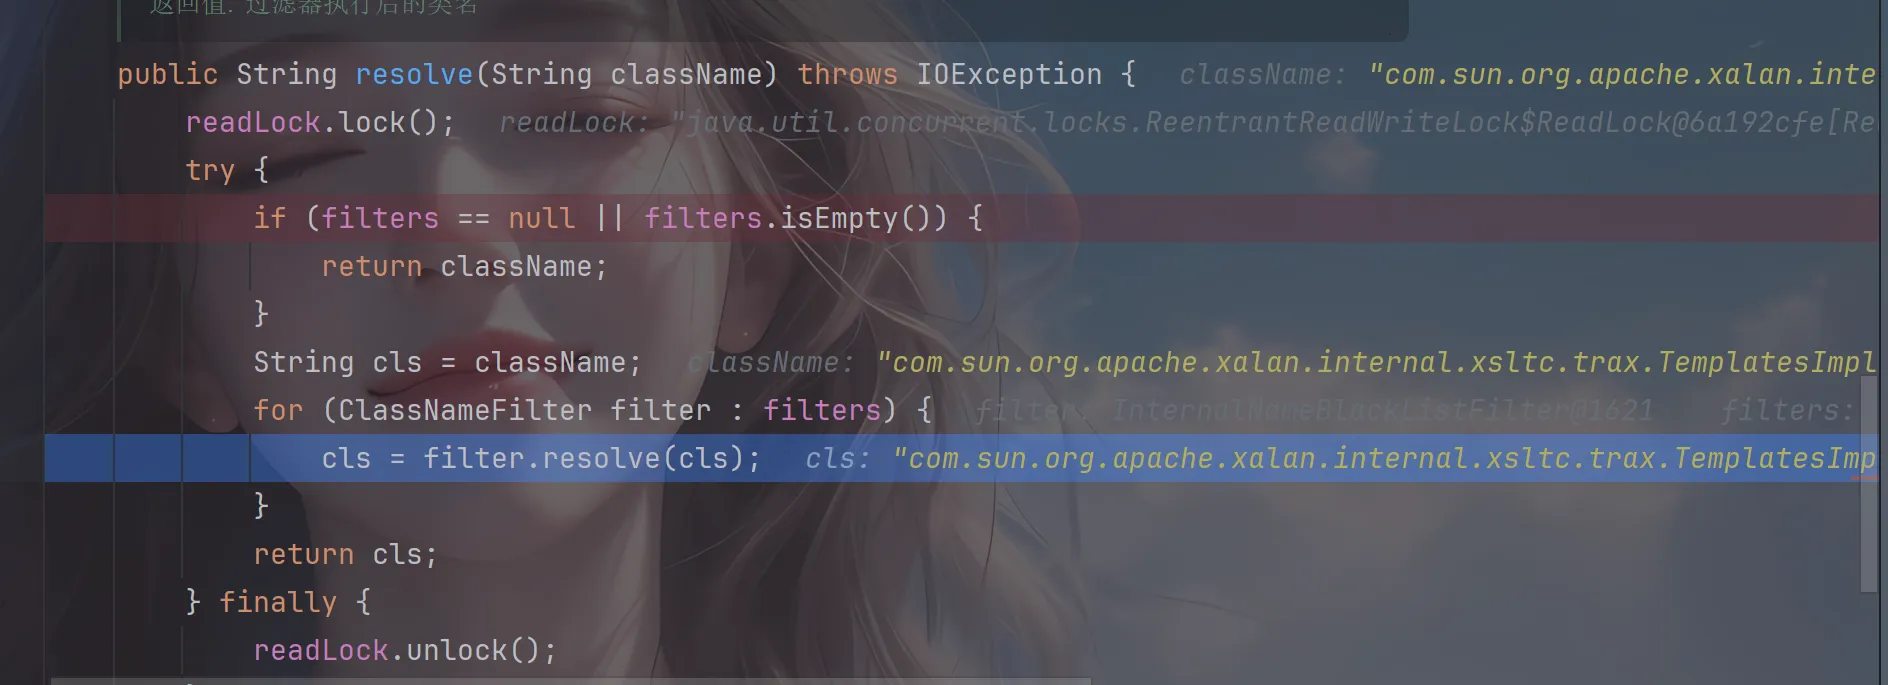 返回值: 过滤器执行后的类名
public String resolve(String className) throws IOException {   className: "com.sun.org.apache.xalan.inte
readLock.lock();   readLock: "java.util.concurrent.locks.ReentrantReadWriteLock$ReadLock@6a192cfe[Re
try {
if (filters == null || filters.isEmpty()) {
return className;
}
String cls = className;   className: "com.sun.org.apache.xalan.internal.xsltc.trax.TemplatesImpl
for (ClassNameFilter filter : filters) {   filter: InternalNameBlackListFilter@1621   filters:
cls = filter.resolve(cls);   cls: "com.sun.org.apache.xalan.internal.xsltc.trax.TemplatesImp
}
return cls;
} finally {
readLock.unlock();